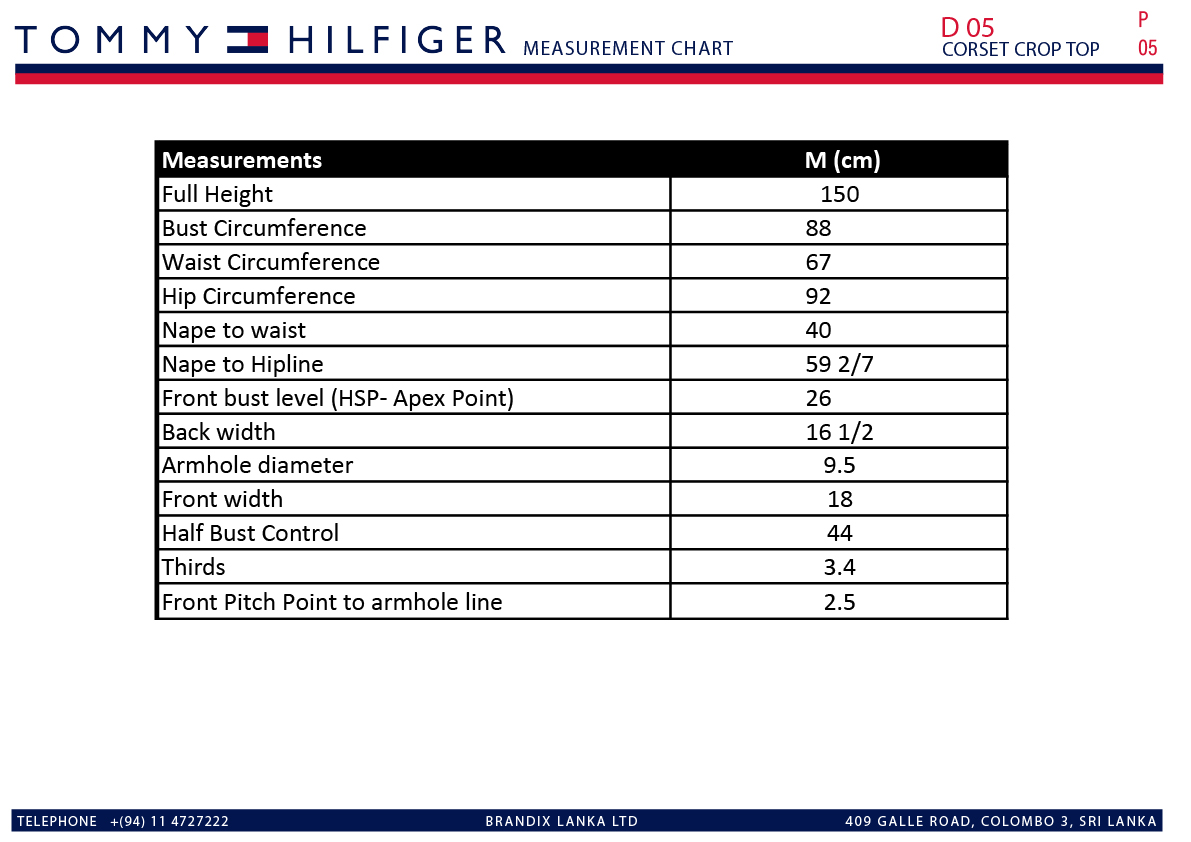 TOMMY HILFIGER MEASUREMENT CHART
D 05
CORSET CROP TOP
P
05
Measurements M (cm)
Full Height 150
Bust Circumference 88
Waist Circumference 67
Hip Circumference 92
Nape to waist 40
Nape to Hipline 59 2/7
Front bust level (HSP- Apex Point) 26
Back width 16 1/2
Armhole diameter 9.5
Front width 18
Half Bust Control 44
Thirds 3.4
Front Pitch Point to armhole line 2.5
TELEPHONE +(94) 11 4727222 BRANDIX LANKA LTD 409 GALLE ROAD, COLOMBO 3, SRI LANKA